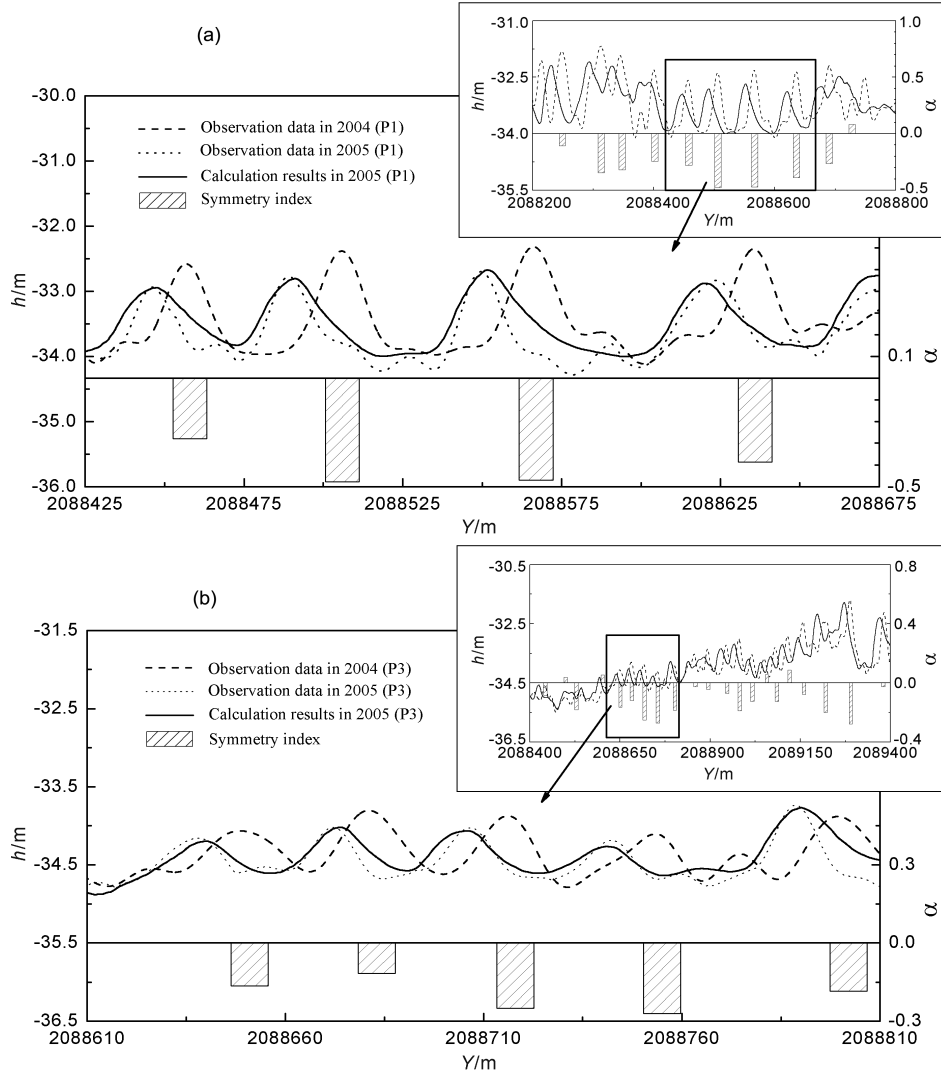 (a)
-31.0
1.0
-32.5
0.5
h/m
α
-34.0
0.0
-35.5
-0.5
2088200 2088400 2088600 2088800
Y/m
-30.0
Observation data in 2004 (P1)
-31.0
Observation data in 2005 (P1)
Calculation results in 2005 (P1)
Symmetry index
-32.0
h/m
-33.0
-34.0
0.1
α
-35.0
-36.0
-0.5
2088425 2088475 2088525 2088575 2088625 2088675
Y/m
(b)
-30.5
0.8
-32.5
0.4
h/m
α
-34.5
0.0
-36.5
-0.4
2088400 2088650 2088900 2089150 2089400
Y/m
-31.5
Observation data in 2004 (P3)
Observation data in 2005 (P3)
-32.5
Calculation results in 2005 (P3)
Symmetry index
-33.5
h/m
-34.5
0.3
α
-35.5
0.0
-36.5
-0.3
2088610 2088660 2088710 2088760 2088810
Y/m